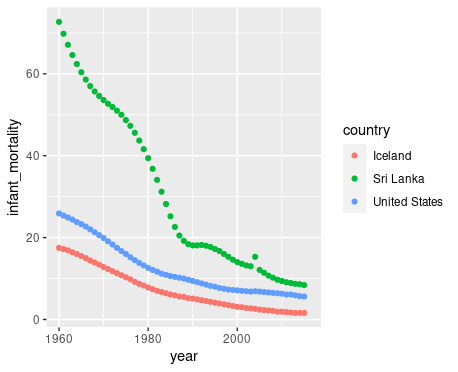 infant_mortality
60
40
20
0
1960
1980
2000
year
country
Iceland
Sri Lanka
United States